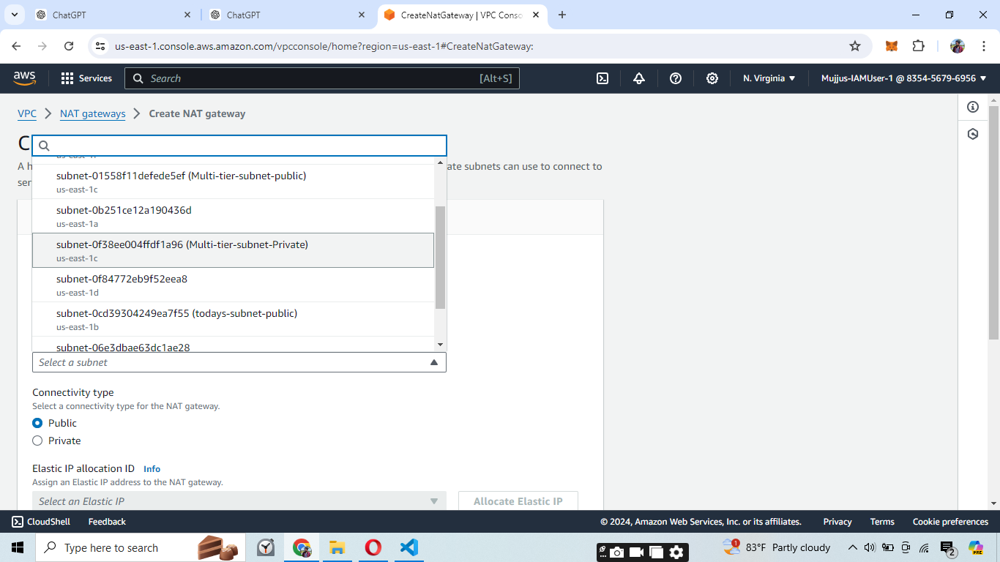 ChatGPT
ChatGPT
CreateNatGateway | VPC Conso
us-east-1.console.aws.amazon.com/vpcconsole/home?region=us-east-1#CreateNatGateway:
aws
Services
Search
[Alt+S]
N. Virginia
Mujjus-IAMUser-1 @ 8354-5679-6956
VPC
NAT gateways
Create NAT gateway
C
A h
ate subnets can use to connect to
ser
subnet-01558f11defede5ef (Multi-tier-subnet-public)
us-east-1c
subnet-0b251ce12a190436d
us-east-1a
subnet-0f38ee004ffdf1a96 (Multi-tier-subnet-Private)
us-east-1c
subnet-0f84772eb9f52eea8
us-east-1d
subnet-0cd39304249ea7f55 (todays-subnet-public)
us-east-1b
subnet-06e3dbae63dc1ae28
Select a subnet
Connectivity type
Select a connectivity type for the NAT gateway.
Public
Private
Elastic IP allocation ID Info
Assign an Elastic IP address to the NAT gateway.
Select an Elastic IP
Allocate Elastic IP
CloudShell
Feedback
© 2024, Amazon Web Services, Inc. or its affiliates.
Privacy
Terms
Cookie preferences
Type here to search
1
83°F Partly cloudy
2
PRE